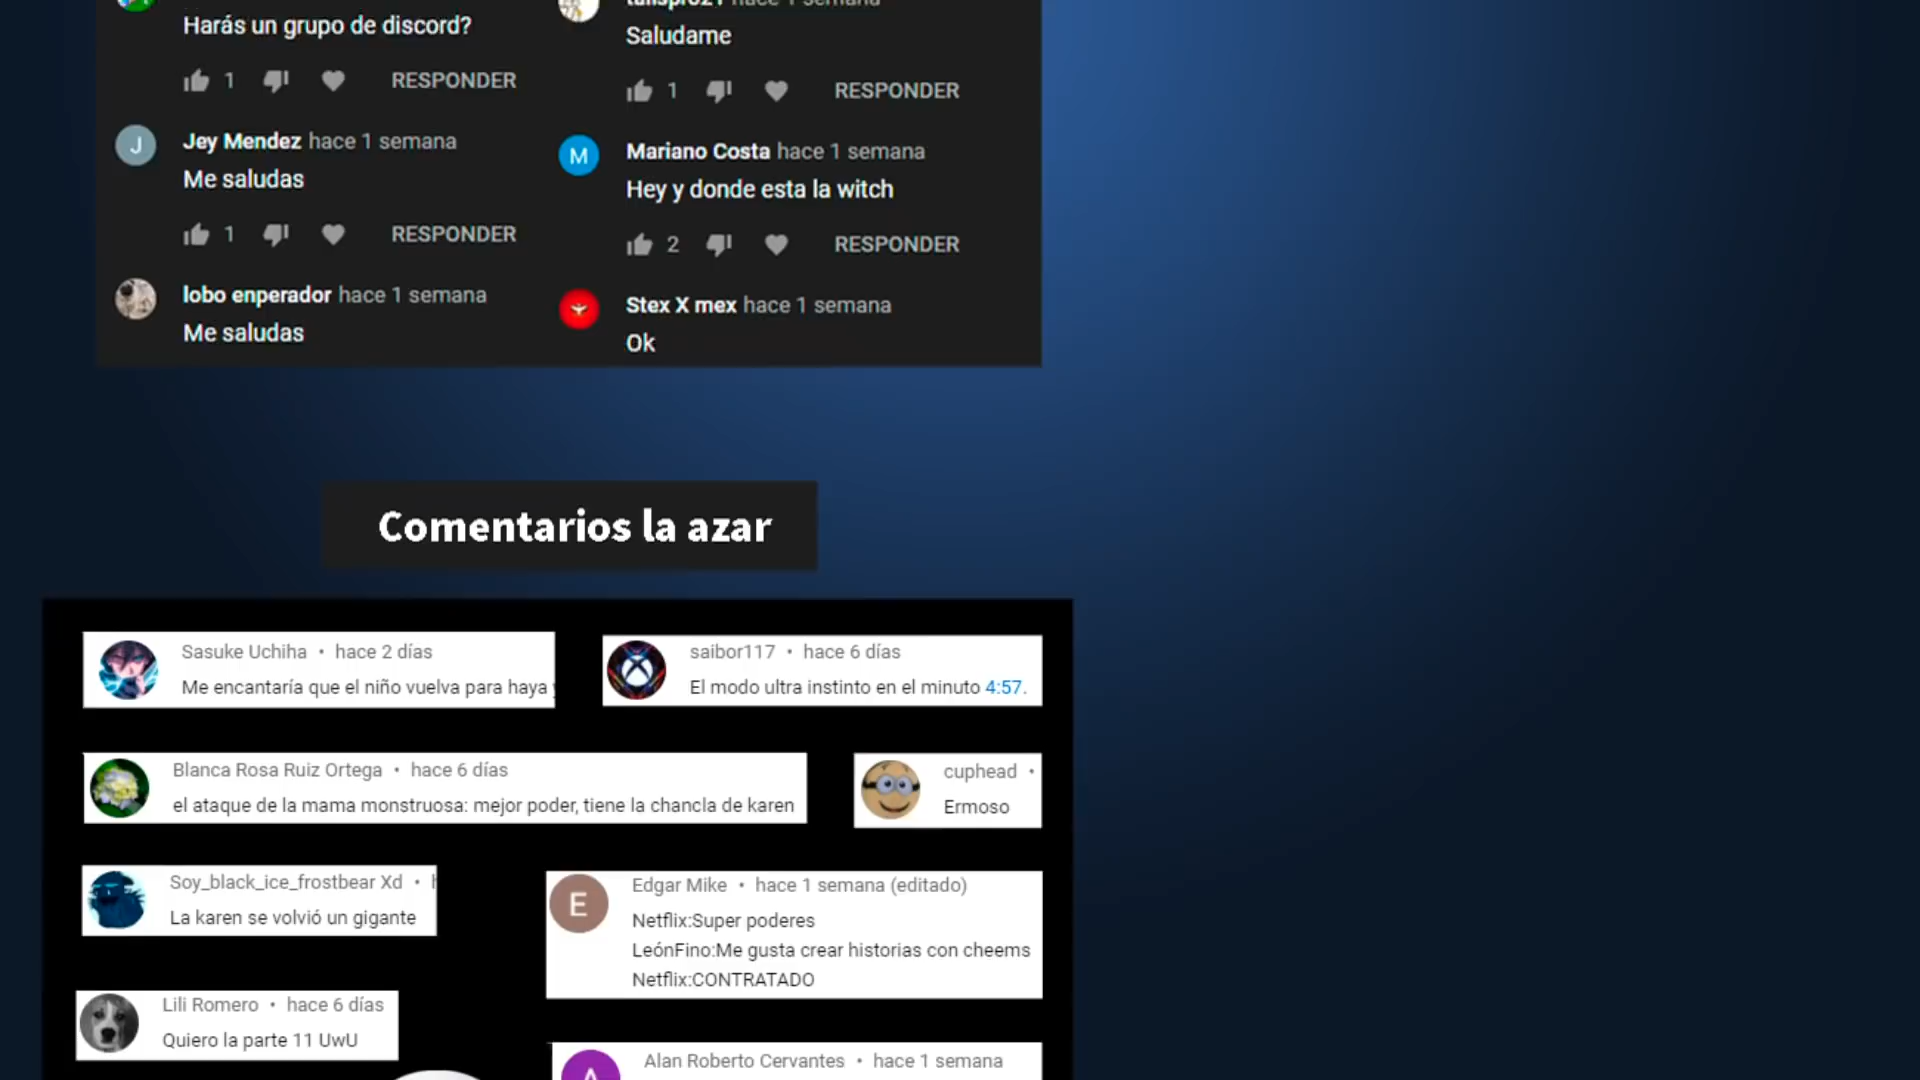 Harás un grupo de discord?
1 RESPONDER
Jey Mendez hace 1 semana
Me saludas
1 RESPONDER
lobo enperador hace 1 semana
Me saludas
hace 1 semana
Saludame
1 RESPONDER
Mariano Costa hace 1 semana
Hey y donde esta la witch
2 RESPONDER
Stex X mex hace 1 semana
Ok
J
M
Comentarios la azar
Sasuke Uchiha • hace 2 días
Me encantaría que el niño vuelva para haya
saibor117 • hace 6 días
El modo ultra instinto en el minuto 4:57.
Blanca Rosa Ruiz Ortega • hace 6 días
el ataque de la mama monstruosa: mejor poder, tiene la chancla de karen
cuphead •
Ermoso
Soy_black_ice_frostbear Xd •
La karen se volvió un gigante
E
Edgar Mike • hace 1 semana (editado)
Netflix:Super poderes
LeónFino:Me gusta crear historias con cheems
Netflix:CONTRATADO
Lili Romero • hace 6 días
Quiero la parte 11 UwU
A
Alan Roberto Cervantes • hace 1 semana